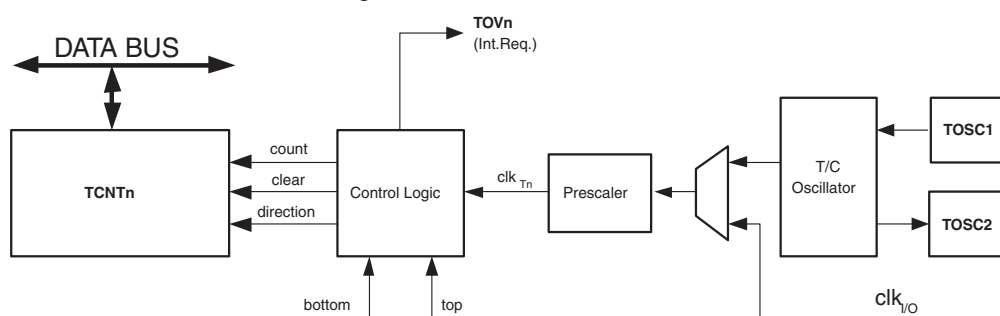 TOVn
(Int.Req.)
DATA BUS
TOSC1
count
T/C
Oscillator
clkTn
TCNTn
clear
Control Logic
Prescaler
direction
TOSC2
bottom
top
clkI/O